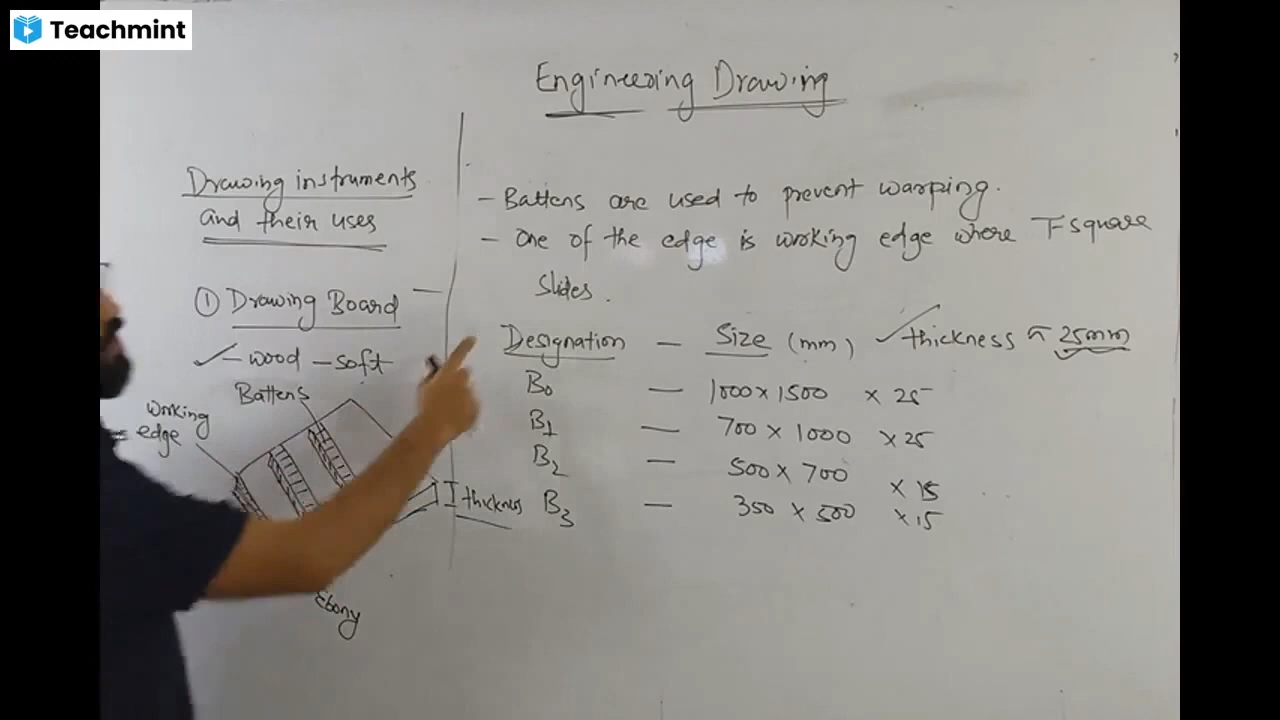 Teachmint
Engineering Drawing
Drawing instruments
and their uses
① Drawing Board –
✓ – wood – soft
Battens
Working
edge
thickness
Ebony
– Battens are used to prevent warping.
– One of the edge is working edge where T-square
slides.
Designation – Size (mm) ✓ thickness ≈ 25mm
B0 – 1000 × 1500 × 25
B1 – 700 × 1000 × 25
B2 – 500 × 700 × 15
B3 – 350 × 500 × 15